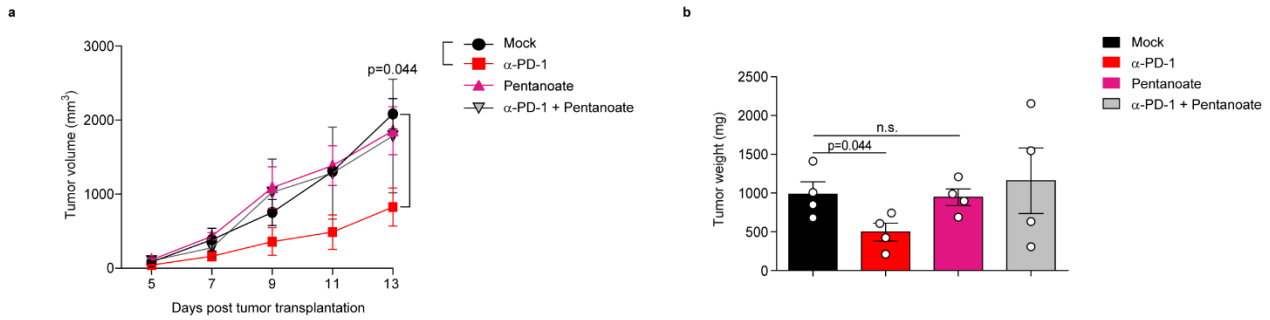 a
3000
2000
1000
0
Tumor volume (mm3)
5 7 9 11 13
Days post tumor transplantation
p=0.044
Mock
α-PD-1
Pentanoate
α-PD-1 + Pentanoate
b
2500
2000
1500
1000
500
0
Tumor weight (mg)
n.s.
p=0.044
Mock
α-PD-1
Pentanoate
α-PD-1 + Pentanoate